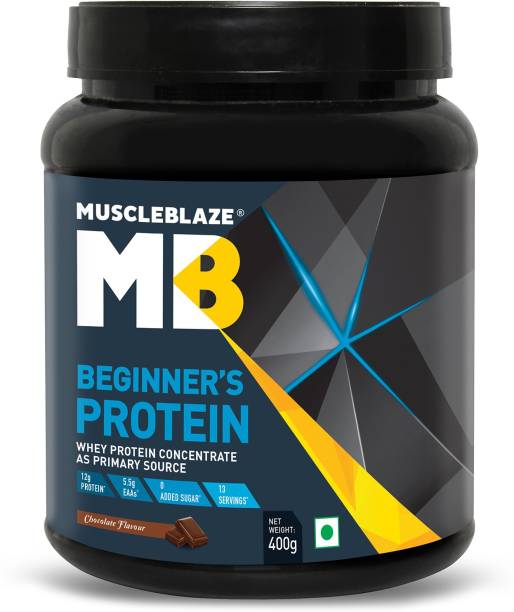 MUSCLEBLAZE®
MB
BEGINNER'S
PROTEIN
WHEY PROTEIN CONCENTRATE
AS PRIMARY SOURCE
12g
PROTEIN*
5.5g
EAAs*
0
ADDED SUGAR*
13
SERVINGS*
Chocolate Flavour
NET
WEIGHT:
400g